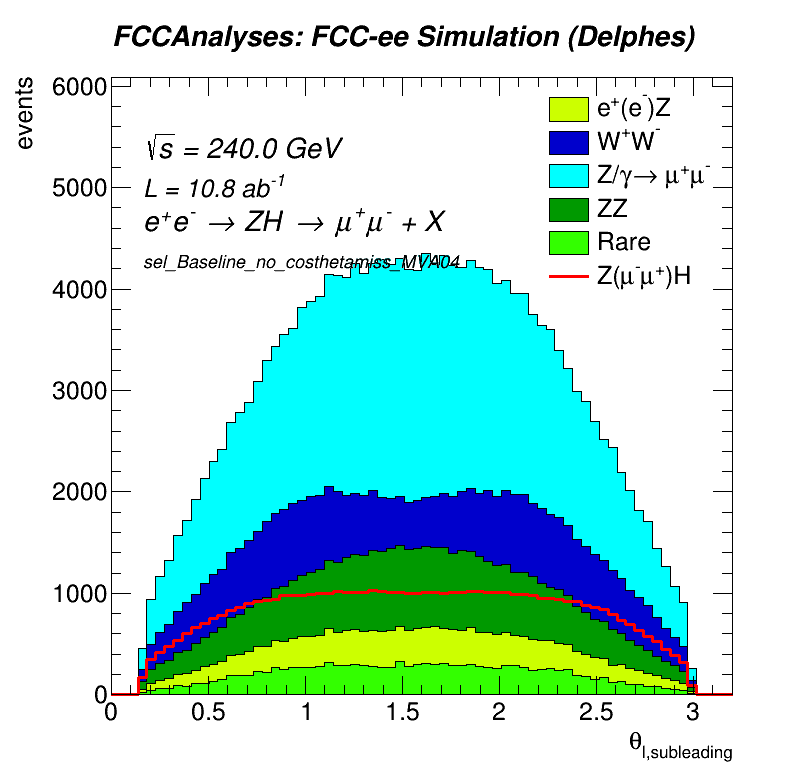 FCCAnalyses: FCC-ee Simulation (Delphes)
events
6000
5000
4000
3000
2000
1000
0
√s = 240.0 GeV
L = 10.8 ab⁻¹
e⁺e⁻ → ZH → μ⁺μ⁻ + X
sel_Baseline_no_costhetamiss_MVA04
e⁺(e⁻)Z
W⁺W⁻
Z/γ→ μ⁺μ⁻
ZZ
Rare
Z(μ⁻μ⁺)H
0 0.5 1 1.5 2 2.5 3
θl,subleading